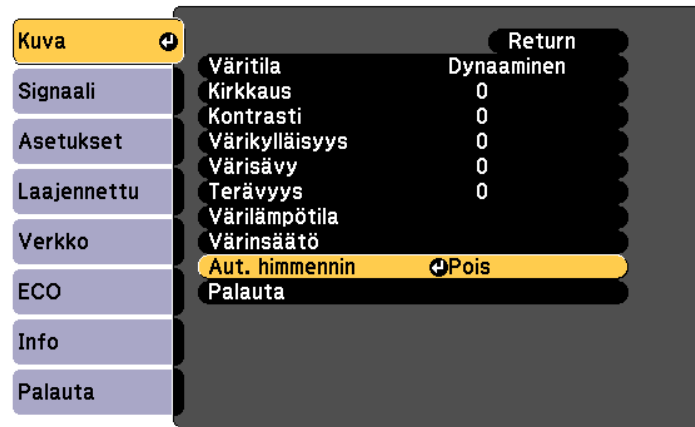 Kuva
Signaali
Asetukset
Laajennettu
Verkko
ECO
Info
Palauta
Return
Väritila Dynaaminen
Kirkkaus 0
Kontrasti 0
Värikylläisyys 0
Värisävy 0
Terävyys 0
Värilämpötila
Värinsäätö
Aut. himmennin Pois
Palauta